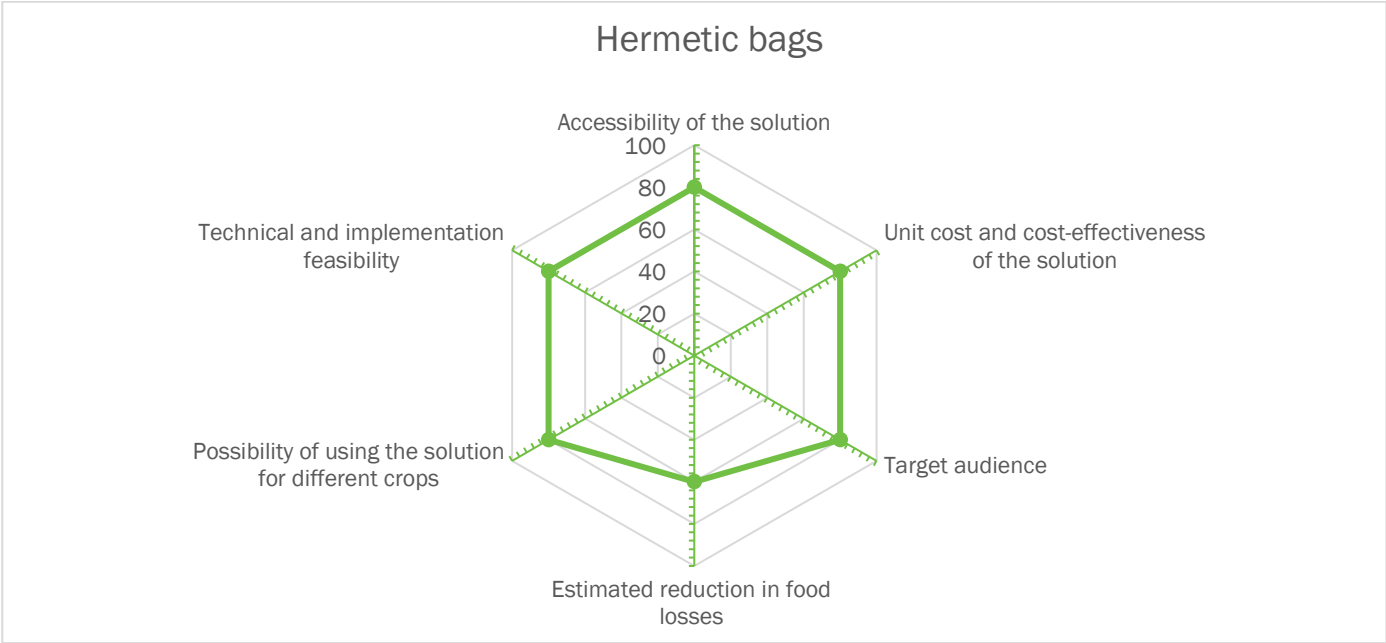 Hermetic bags
Accessibility of the solution
100
80
60
40
20
0
Unit cost and cost-effectiveness
of the solution
Target audience
Estimated reduction in food
losses
Possibility of using the solution
for different crops
Technical and implementation
feasibility